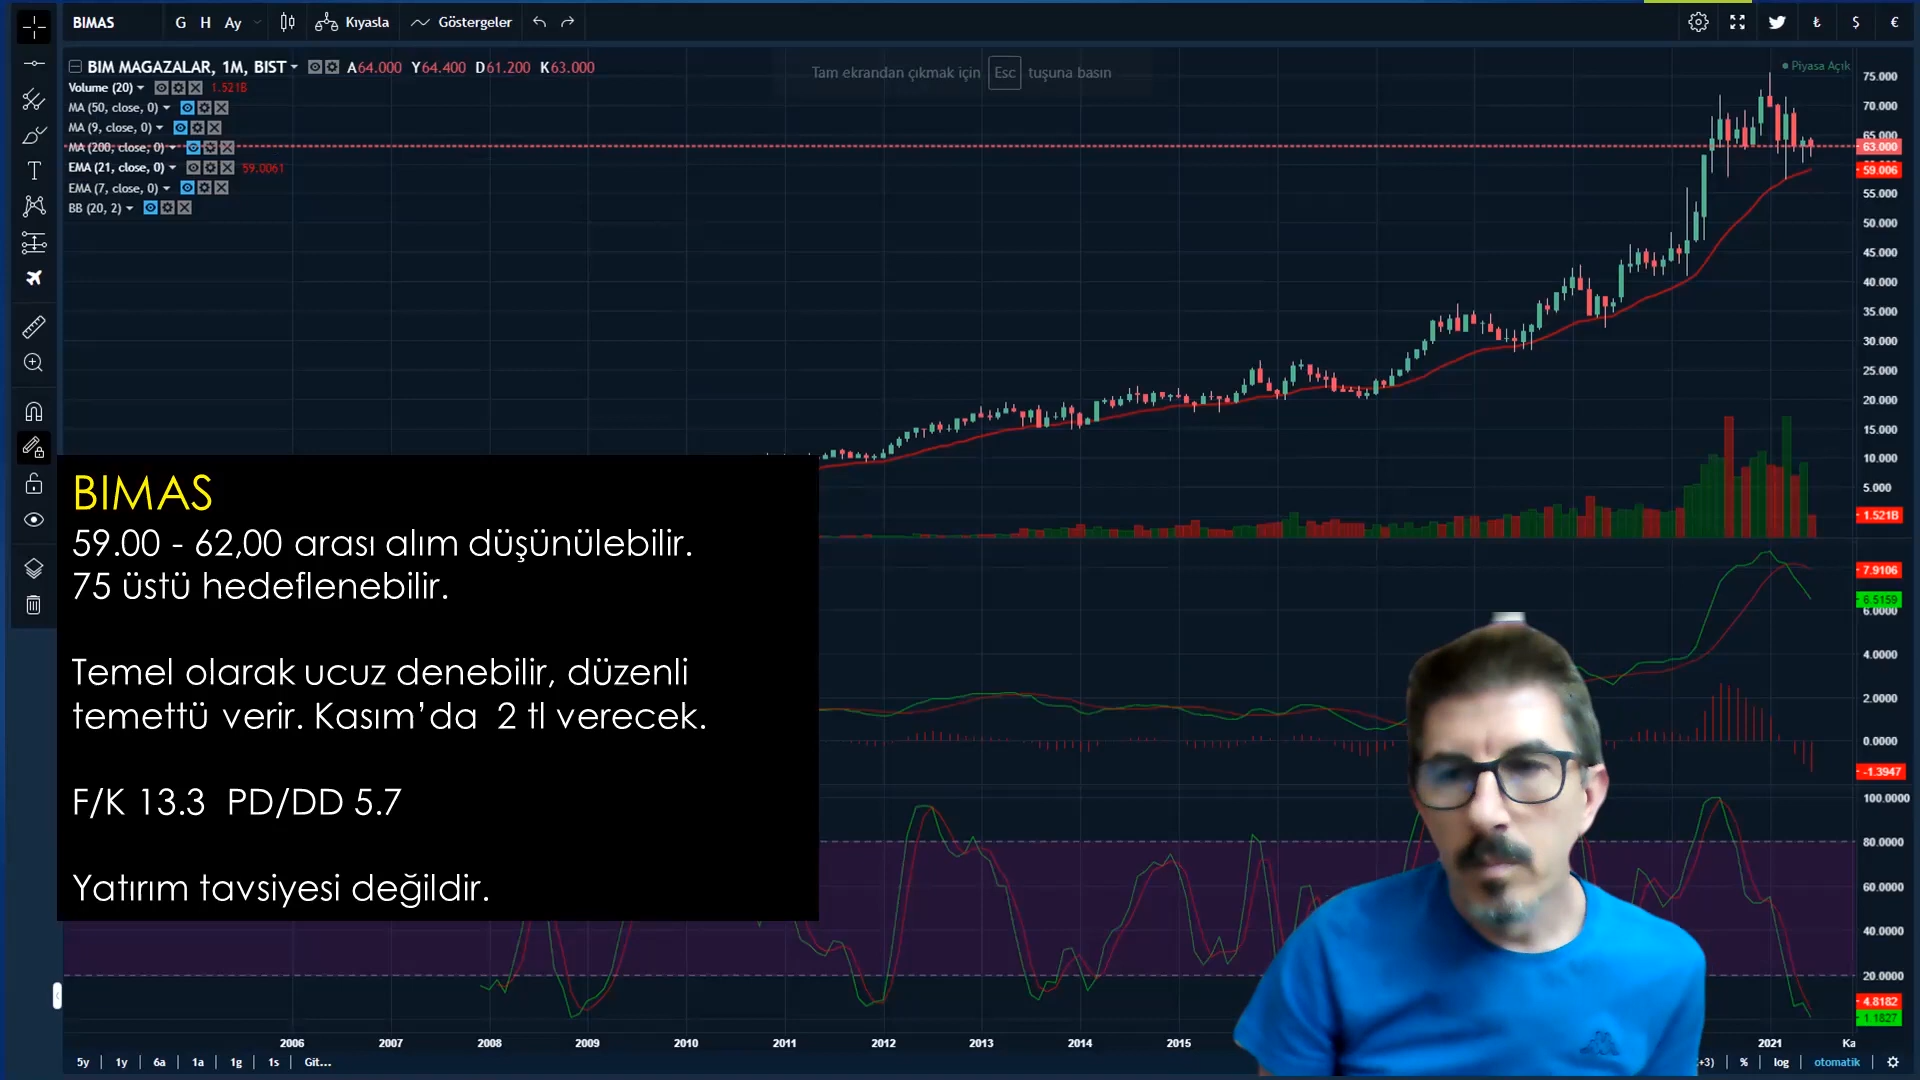 BIMAS G H Ay Kıyasla Göstergeler ₺ $ €
BIM MAGAZALAR, 1M, BIST A64.000 Y64.400 D61.200 K63.000
Tam ekrandan çıkmak için Esc tuşuna basın
Piyasa Açık
Volume (20) 1.521B
MA (50, close, 0)
MA (9, close, 0)
MA (200, close, 0)
EMA (21, close, 0) 59.0061
EMA (7, close, 0)
BB (20, 2)
75.000
70.000
65.000
63.000
59.006
55.000
50.000
45.000
40.000
35.000
30.000
25.000
20.000
15.000
10.000
5.000
1.521B
7.9106
6.5159
6.0000
4.0000
2.0000
0.0000
-1.3947
100.0000
80.0000
60.0000
40.0000
20.0000
4.8182
1.1827
BIMAS
59.00 - 62,00 arası alım düşünülebilir.
75 üstü hedeflenebilir.
Temel olarak ucuz denebilir, düzenli
temettü verir. Kasım’da 2 tl verecek.
F/K 13.3 PD/DD 5.7
Yatırım tavsiyesi değildir.
2006 2007 2008 2009 2010 2011 2012 2013 2014 2015 2021 Ka
5y 1y 6a 1a 1g 1s Git... +3) % log otomatik